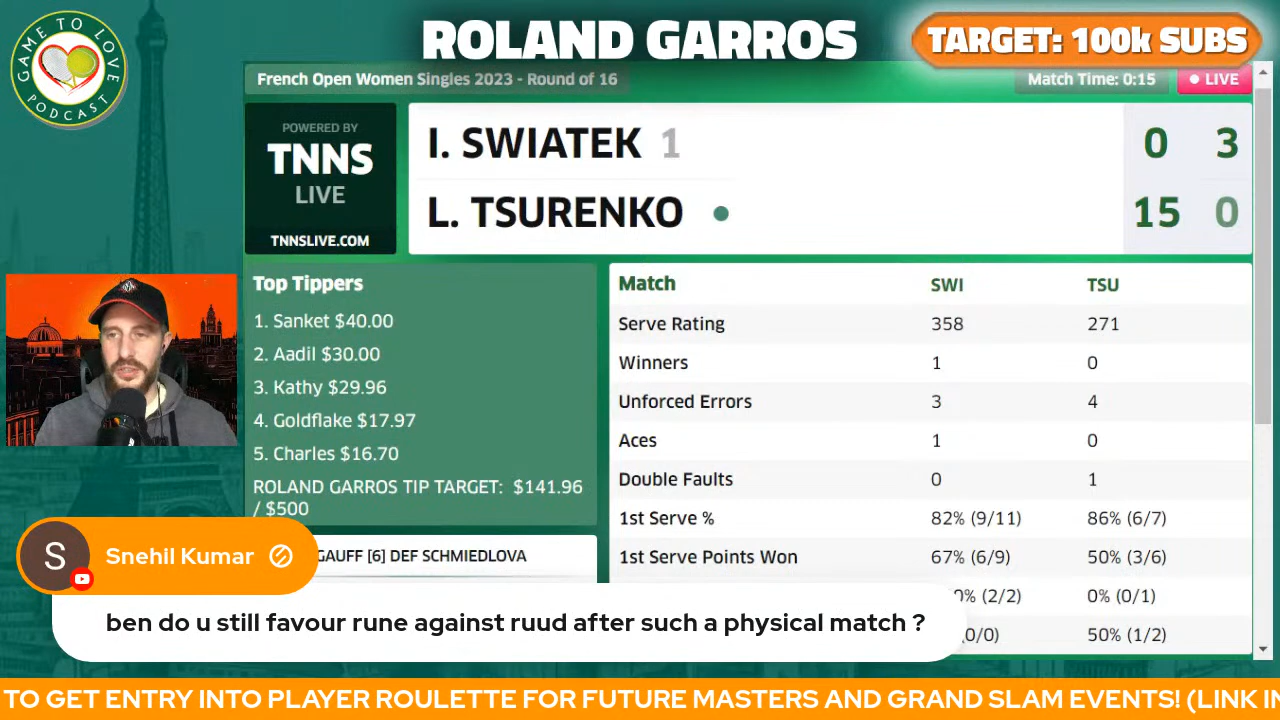 GAME TO LOVE
PODCAST
ROLAND GARROS
TARGET: 100k SUBS
French Open Women Singles 2023 - Round of 16
Match Time: 0:15
LIVE
POWERED BY
TNNS
LIVE
TNNSLIVE.COM
I. SWIATEK 1 0 3
L. TSURENKO 15 0
Top Tippers
1. Sanket $40.00
2. Aadil $30.00
3. Kathy $29.96
4. Goldflake $17.97
5. Charles $16.70
ROLAND GARROS TIP TARGET: $141.96
/ $500
GAUFF [6] DEF SCHMIEDLOVA
Match SWI TSU
Serve Rating 358 271
Winners 1 0
Unforced Errors 3 4
Aces 1 0
Double Faults 0 1
1st Serve % 82% (9/11) 86% (6/7)
1st Serve Points Won 67% (6/9) 50% (3/6)
(2/2) 0% (0/1)
(0/0) 50% (1/2)
S
Snehil Kumar
ben do u still favour rune against ruud after such a physical match ?
TO GET ENTRY INTO PLAYER ROULETTE FOR FUTURE MASTERS AND GRAND SLAM EVENTS! (LINK IN